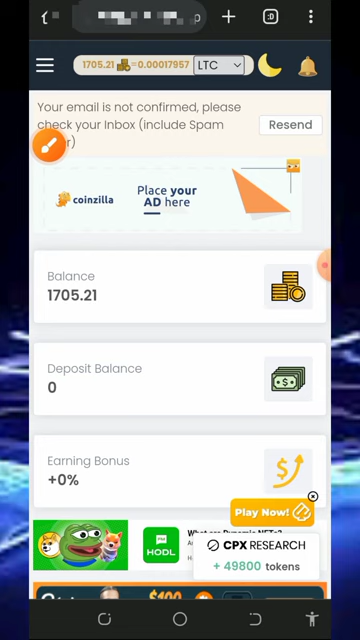 1705.21 =0.00017957 LTC
Your email is not confirmed, please
check your Inbox (include Spam
Resend
coinzilla
Place your
AD here
Balance
1705.21
Deposit Balance
0
Earning Bonus
+0%
Play Now!
HODL
CPX RESEARCH
+ 49800 tokens
$100